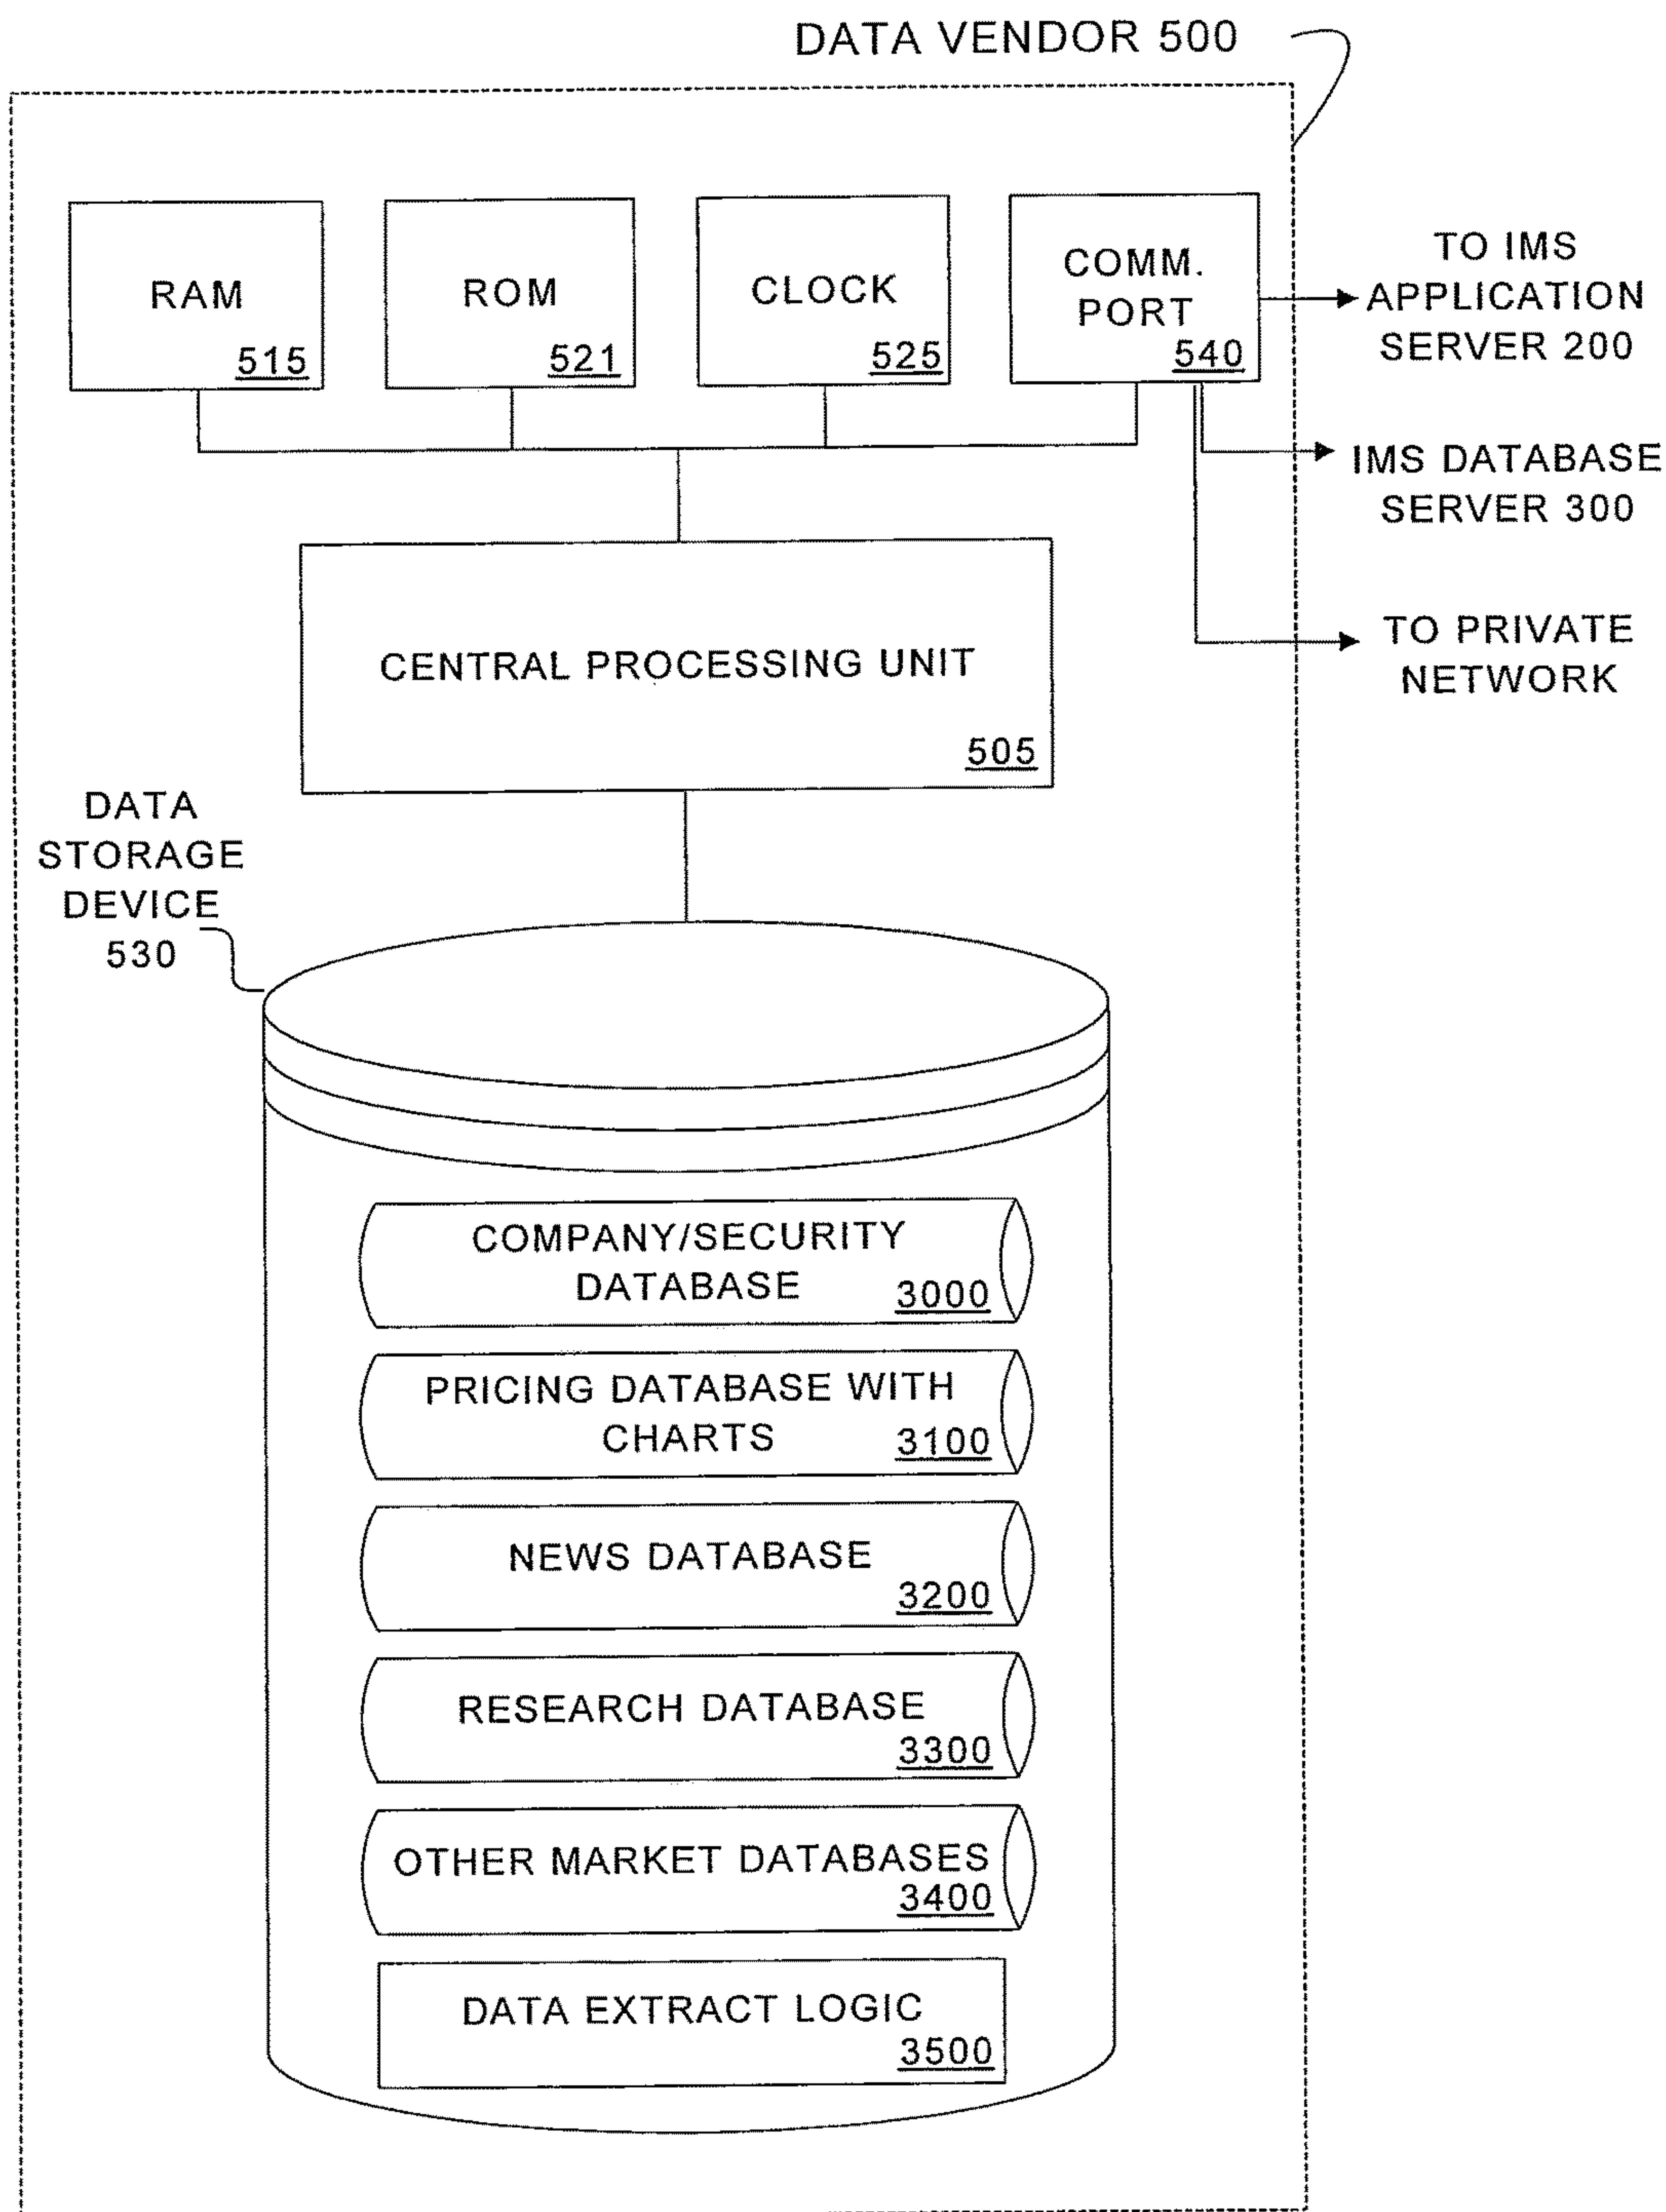 DATA VENDOR 500
RAM
515
ROM
521
CLOCK
525
COMM.
PORT
540
TO IMS
APPLICATION
SERVER 200
IMS DATABASE
SERVER 300
TO PRIVATE
NETWORK
CENTRAL PROCESSING UNIT
505
DATA
STORAGE
DEVICE
530
COMPANY/SECURITY
DATABASE 3000
PRICING DATABASE WITH
CHARTS 3100
NEWS DATABASE
3200
RESEARCH DATABASE
3300
OTHER MARKET DATABASES
3400
DATA EXTRACT LOGIC
3500